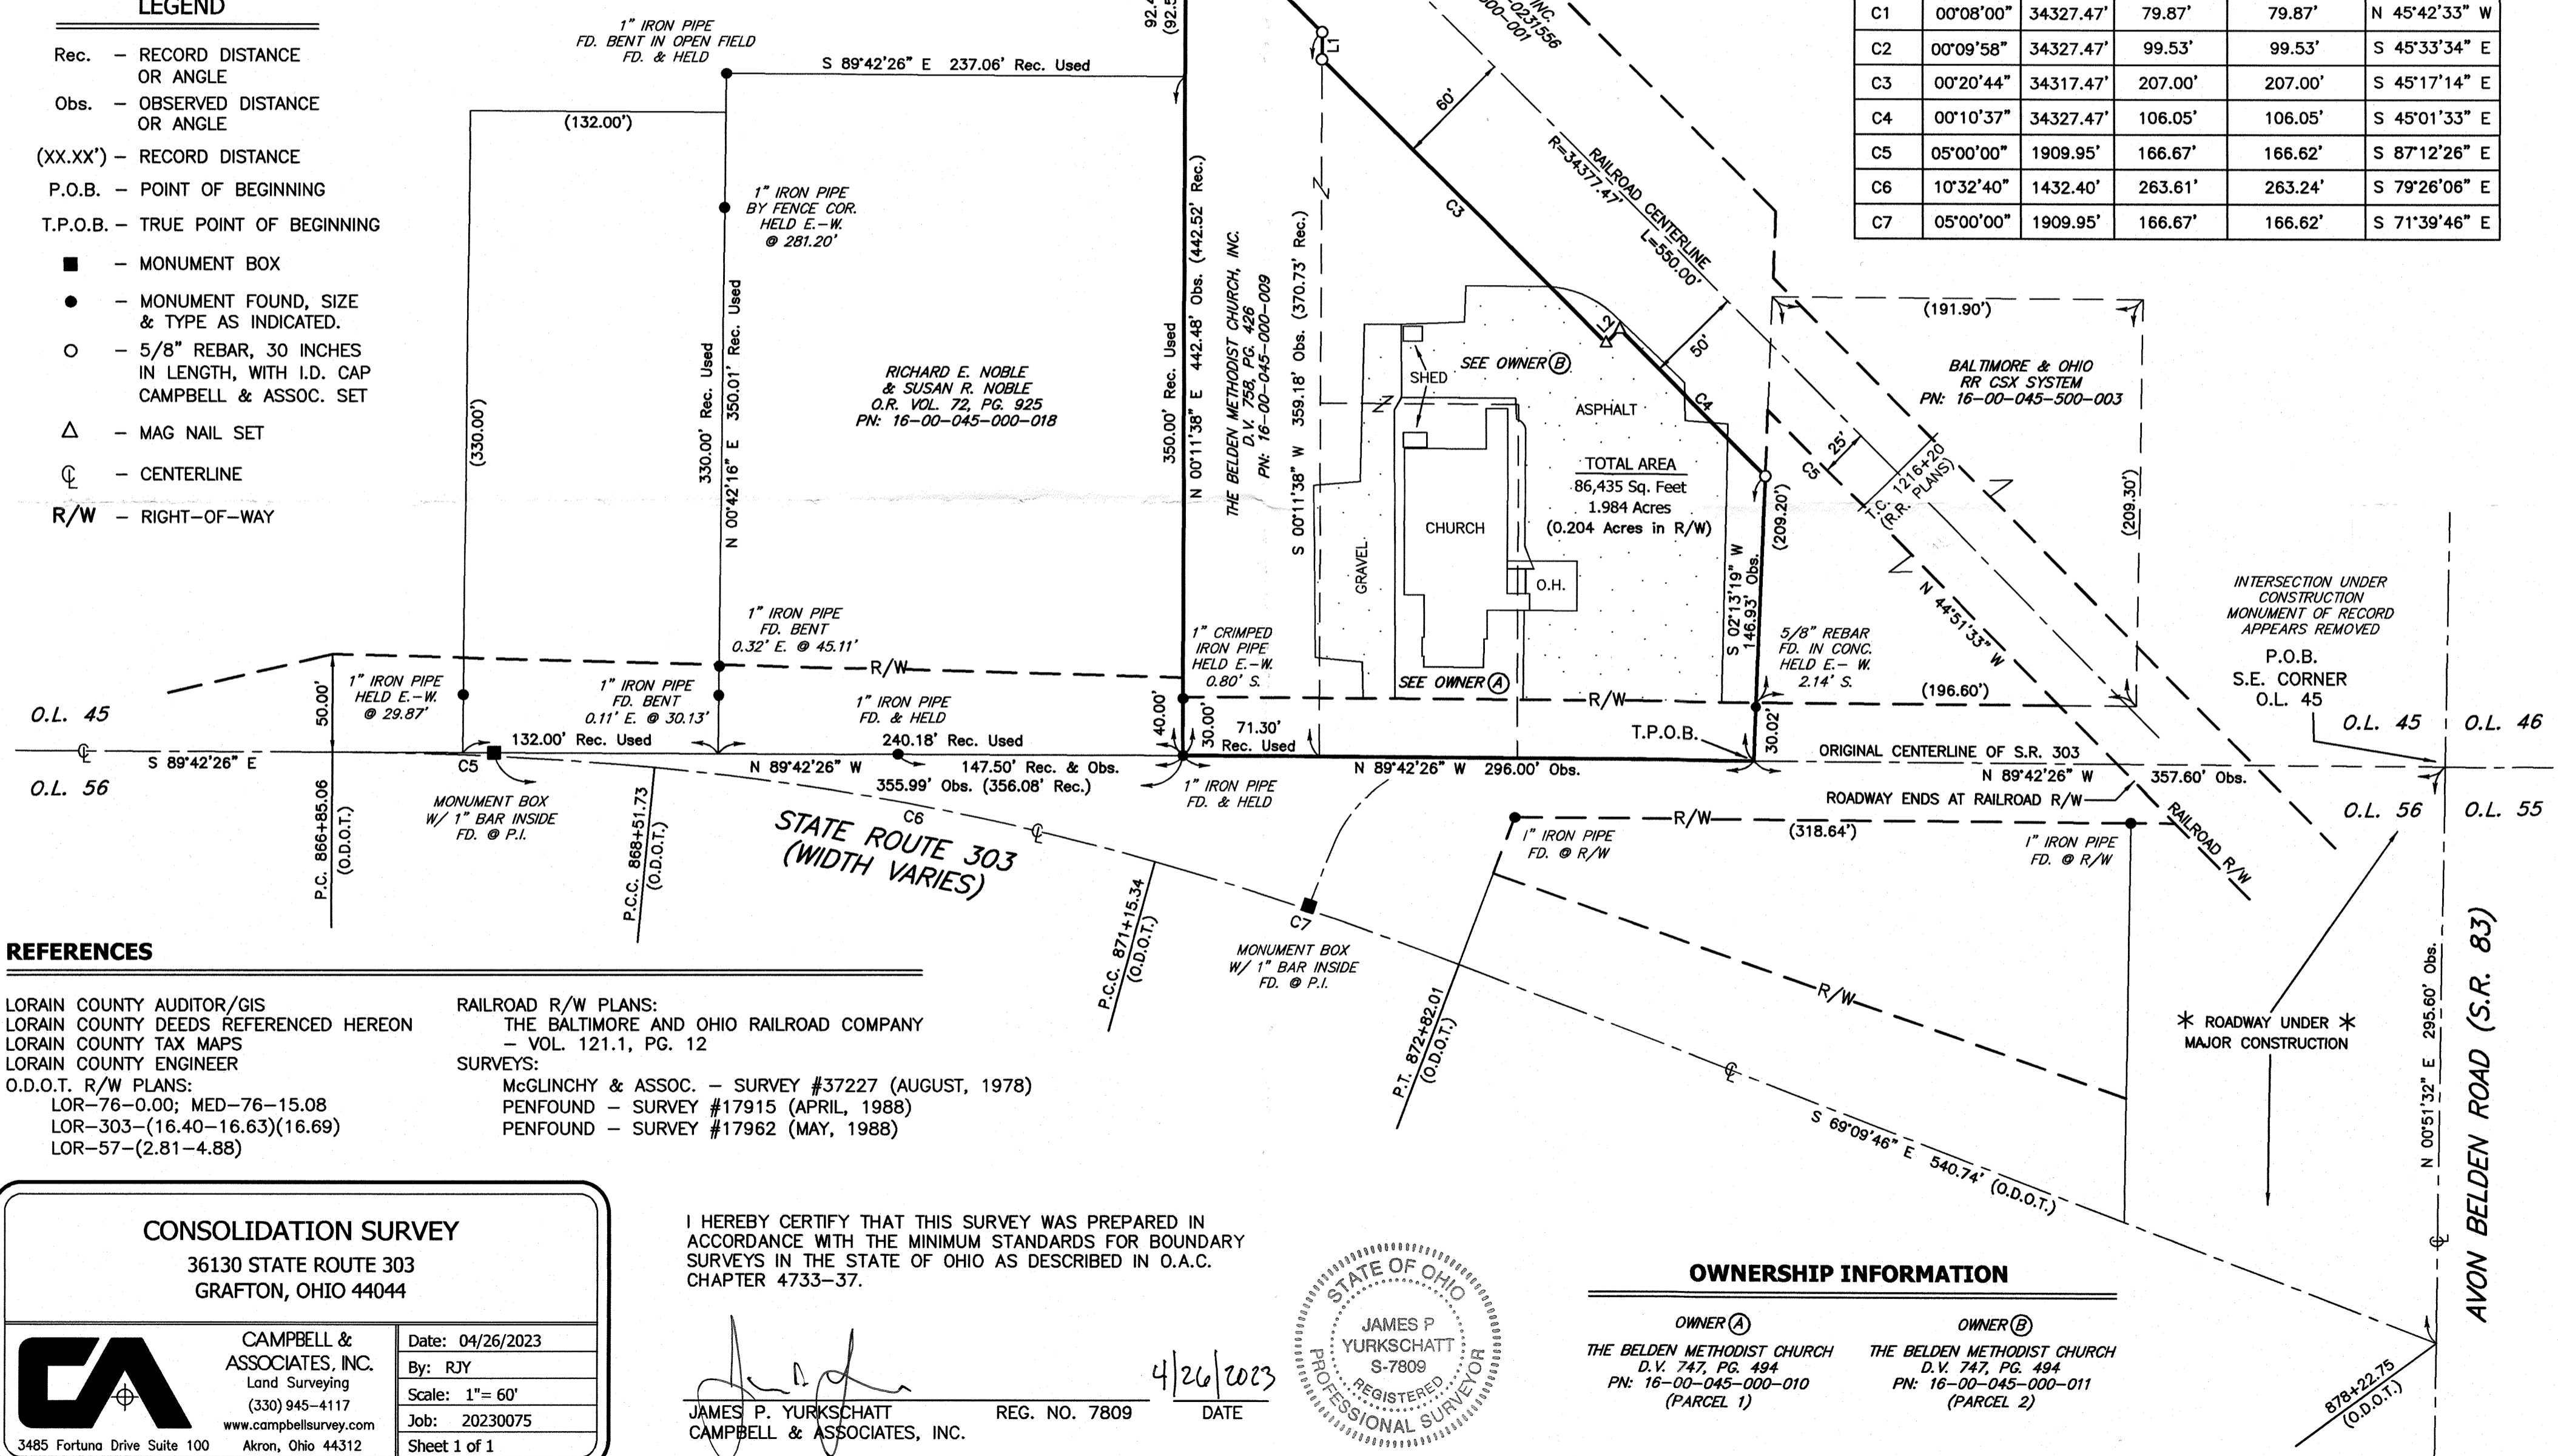 LEGEND
Rec. – RECORD DISTANCE
OR ANGLE
Obs. – OBSERVED DISTANCE
OR ANGLE
(XX.XX') – RECORD DISTANCE
P.O.B. – POINT OF BEGINNING
T.P.O.B. – TRUE POINT OF BEGINNING
■ – MONUMENT BOX
● – MONUMENT FOUND, SIZE
& TYPE AS INDICATED.
○ – 5/8" REBAR, 30 INCHES
IN LENGTH, WITH I.D. CAP
CAMPBELL & ASSOC. SET
△ – MAG NAIL SET
℄ – CENTERLINE
R/W – RIGHT-OF-WAY
1" IRON PIPE
FD. BENT IN OPEN FIELD
FD. & HELD
S 89°42'26" E 237.06' Rec. Used
(132.00')
(330.00')
1" IRON PIPE
BY FENCE COR.
HELD E.-W.
@ 281.20'
330.00' Rec. Used
N 00°42'16" E 350.01' Rec. Used
RICHARD E. NOBLE
& SUSAN R. NOBLE
O.R. VOL. 72, PG. 925
PN: 16-00-045-000-018
350.00' Rec. Used
N 00°11'38" E 442.48' Obs. (442.52' Rec.)
THE BELDEN METHODIST CHURCH, INC.
D.V. 758, PG. 426
PN: 16-00-045-000-009
S 00°11'38" W 359.18' Obs. (370.73' Rec.)
L1
INC.
-0231556
000-001
60'
C3
RAILROAD CENTERLINE
R=34377.47' L=550.00'
L2
50'
C4
SEE OWNER Ⓑ
SHED
ASPHALT
TOTAL AREA
86,435 Sq. Feet
1.984 Acres
(0.204 Acres in R/W)
CHURCH
GRAVEL
O.H.
SEE OWNER Ⓐ
S 02°13'19" W
146.93' Obs.
(209.20')
C1 00°08'00" 34327.47' 79.87' 79.87' N 45°42'33" W
C2 00°09'58" 34327.47' 99.53' 99.53' S 45°33'34" E
C3 00°20'44" 34317.47' 207.00' 207.00' S 45°17'14" E
C4 00°10'37" 34327.47' 106.05' 106.05' S 45°01'33" E
C5 05°00'00" 1909.95' 166.67' 166.62' S 87°12'26" E
C6 10°32'40" 1432.40' 263.61' 263.24' S 79°26'06" E
C7 05°00'00" 1909.95' 166.67' 166.62' S 71°39'46" E
(191.90')
BALTIMORE & OHIO
RR CSX SYSTEM
PN: 16-00-045-500-003
25'
C5
T.C. 1216+20
(R.R. PLANS)
(209.30')
N 44°51'33" W
5/8" REBAR
FD. IN CONC.
HELD E.- W.
2.14' S.
(196.60')
INTERSECTION UNDER
CONSTRUCTION
MONUMENT OF RECORD
APPEARS REMOVED
P.O.B.
S.E. CORNER
O.L. 45
O.L. 45
O.L. 46
O.L. 56
O.L. 55
1" IRON PIPE
FD. BENT
0.32' E. @ 45.11'
R/W
1" CRIMPED
IRON PIPE
HELD E.-W.
0.80' S.
R/W
O.L. 45
50.00'
1" IRON PIPE
HELD E.-W.
@ 29.87'
1" IRON PIPE
FD. BENT
0.11' E. @ 30.13'
1" IRON PIPE
FD. & HELD
40.00'
30.00'
71.30'
Rec. Used
T.P.O.B.
30.02'
℄
S 89°42'26" E
132.00' Rec. Used
240.18' Rec. Used
ORIGINAL CENTERLINE OF S.R. 303
O.L. 56
C5
N 89°42'26" W 147.50' Rec. & Obs.
355.99' Obs. (356.08' Rec.)
N 89°42'26" W 296.00' Obs.
N 89°42'26" W 357.60' Obs.
MONUMENT BOX
W/ 1" BAR INSIDE
FD. @ P.I.
1" IRON PIPE
FD. & HELD
ROADWAY ENDS AT RAILROAD R/W
P.C. 866+85.06
(O.D.O.T.)
P.C.C. 868+51.73
(O.D.O.T.)
C6
℄
STATE ROUTE 303
(WIDTH VARIES)
R/W
(318.64')
1" IRON PIPE
FD. @ R/W
1" IRON PIPE
FD. @ R/W
RAILROAD R/W
P.C.C. 871+15.34
(O.D.O.T.)
C7
MONUMENT BOX
W/ 1" BAR INSIDE
FD. @ P.I.
P.T. 872+82.01
(O.D.O.T.)
R/W
℄
S 69°09'46" E 540.74' (O.D.O.T.)
* ROADWAY UNDER *
MAJOR CONSTRUCTION
N 00°51'32" E 295.60' Obs.
℄
AVON BELDEN ROAD (S.R. 83)
878+22.75
(O.D.O.T.)
REFERENCES
LORAIN COUNTY AUDITOR/GIS
LORAIN COUNTY DEEDS REFERENCED HEREON
LORAIN COUNTY TAX MAPS
LORAIN COUNTY ENGINEER
O.D.O.T. R/W PLANS:
LOR-76-0.00; MED-76-15.08
LOR-303-(16.40-16.63)(16.69)
LOR-57-(2.81-4.88)
RAILROAD R/W PLANS:
THE BALTIMORE AND OHIO RAILROAD COMPANY
– VOL. 121.1, PG. 12
SURVEYS:
McGLINCHY & ASSOC. – SURVEY #37227 (AUGUST, 1978)
PENFOUND – SURVEY #17915 (APRIL, 1988)
PENFOUND – SURVEY #17962 (MAY, 1988)
CONSOLIDATION SURVEY
36130 STATE ROUTE 303
GRAFTON, OHIO 44044
CA
3485 Fortuna Drive Suite 100
CAMPBELL &
ASSOCIATES, INC.
Land Surveying
(330) 945-4117
www.campbellsurvey.com
Akron, Ohio 44312
Date: 04/26/2023
By: RJY
Scale: 1"= 60'
Job: 20230075
Sheet 1 of 1
I HEREBY CERTIFY THAT THIS SURVEY WAS PREPARED IN
ACCORDANCE WITH THE MINIMUM STANDARDS FOR BOUNDARY
SURVEYS IN THE STATE OF OHIO AS DESCRIBED IN O.A.C.
CHAPTER 4733-37.
4/26/2023
JAMES P. YURKSCHATT REG. NO. 7809 DATE
CAMPBELL & ASSOCIATES, INC.
STATE OF OHIO
JAMES P
YURKSCHATT
S-7809
REGISTERED
PROFESSIONAL SURVEYOR
OWNERSHIP INFORMATION
OWNER Ⓐ
THE BELDEN METHODIST CHURCH
D.V. 747, PG. 494
PN: 16-00-045-000-010
(PARCEL 1)
OWNER Ⓑ
THE BELDEN METHODIST CHURCH
D.V. 747, PG. 494
PN: 16-00-045-000-011
(PARCEL 2)